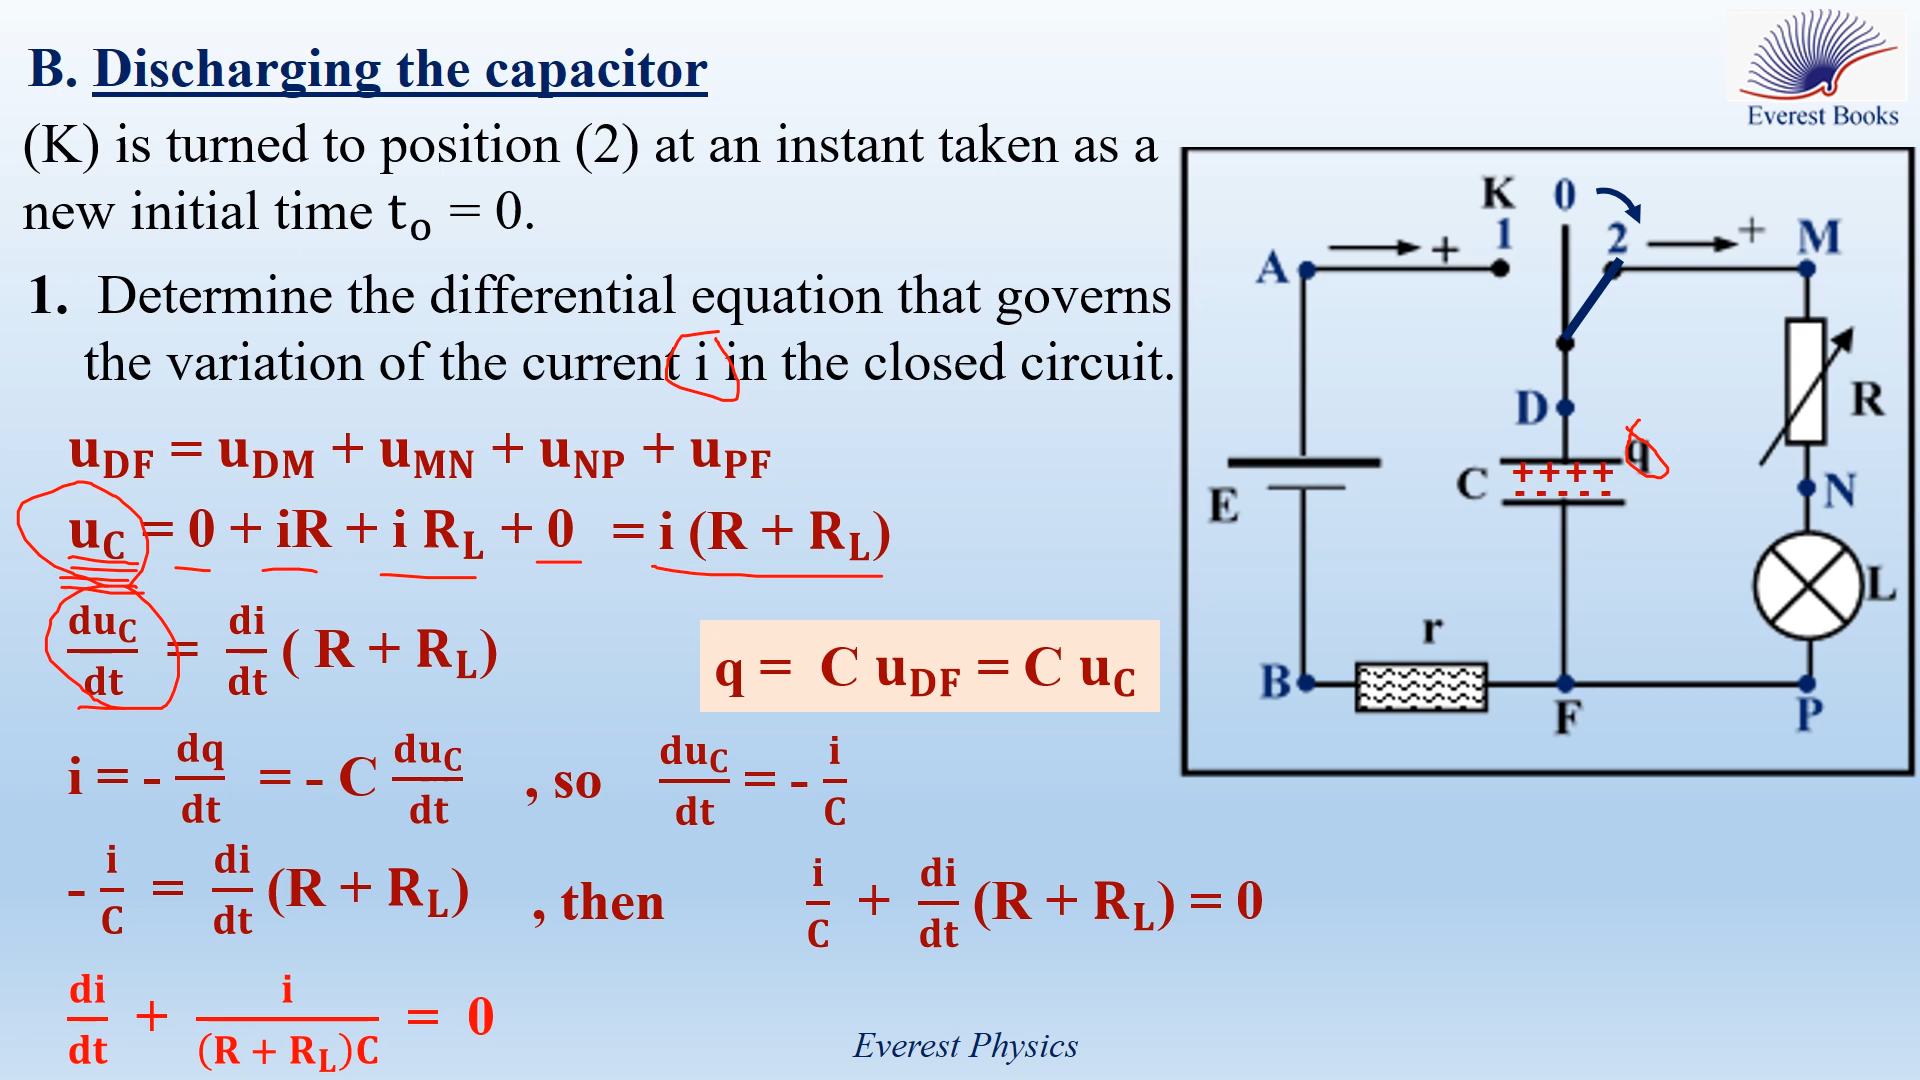 B. Discharging the capacitor
Everest Books
(K) is turned to position (2) at an instant taken as a
new initial time tₒ = 0.
1. Determine the differential equation that governs
the variation of the current i in the closed circuit.
u_DF = u_DM + u_MN + u_NP + u_PF
u_C = 0 + iR + i R_L + 0 = i (R + R_L)
du_C/dt = di/dt ( R + R_L)
q = C u_DF = C u_C
i = - dq/dt = - C du_C/dt , so du_C/dt = - i/C
- i/C = di/dt (R + R_L) , then i/C + di/dt (R + R_L) = 0
di/dt + i/((R + R_L)C) = 0
Everest Physics
K 0
1 2 + M
A +
R
D
q
C + + + +
- - - - -
N
E
L
r
B
F
P